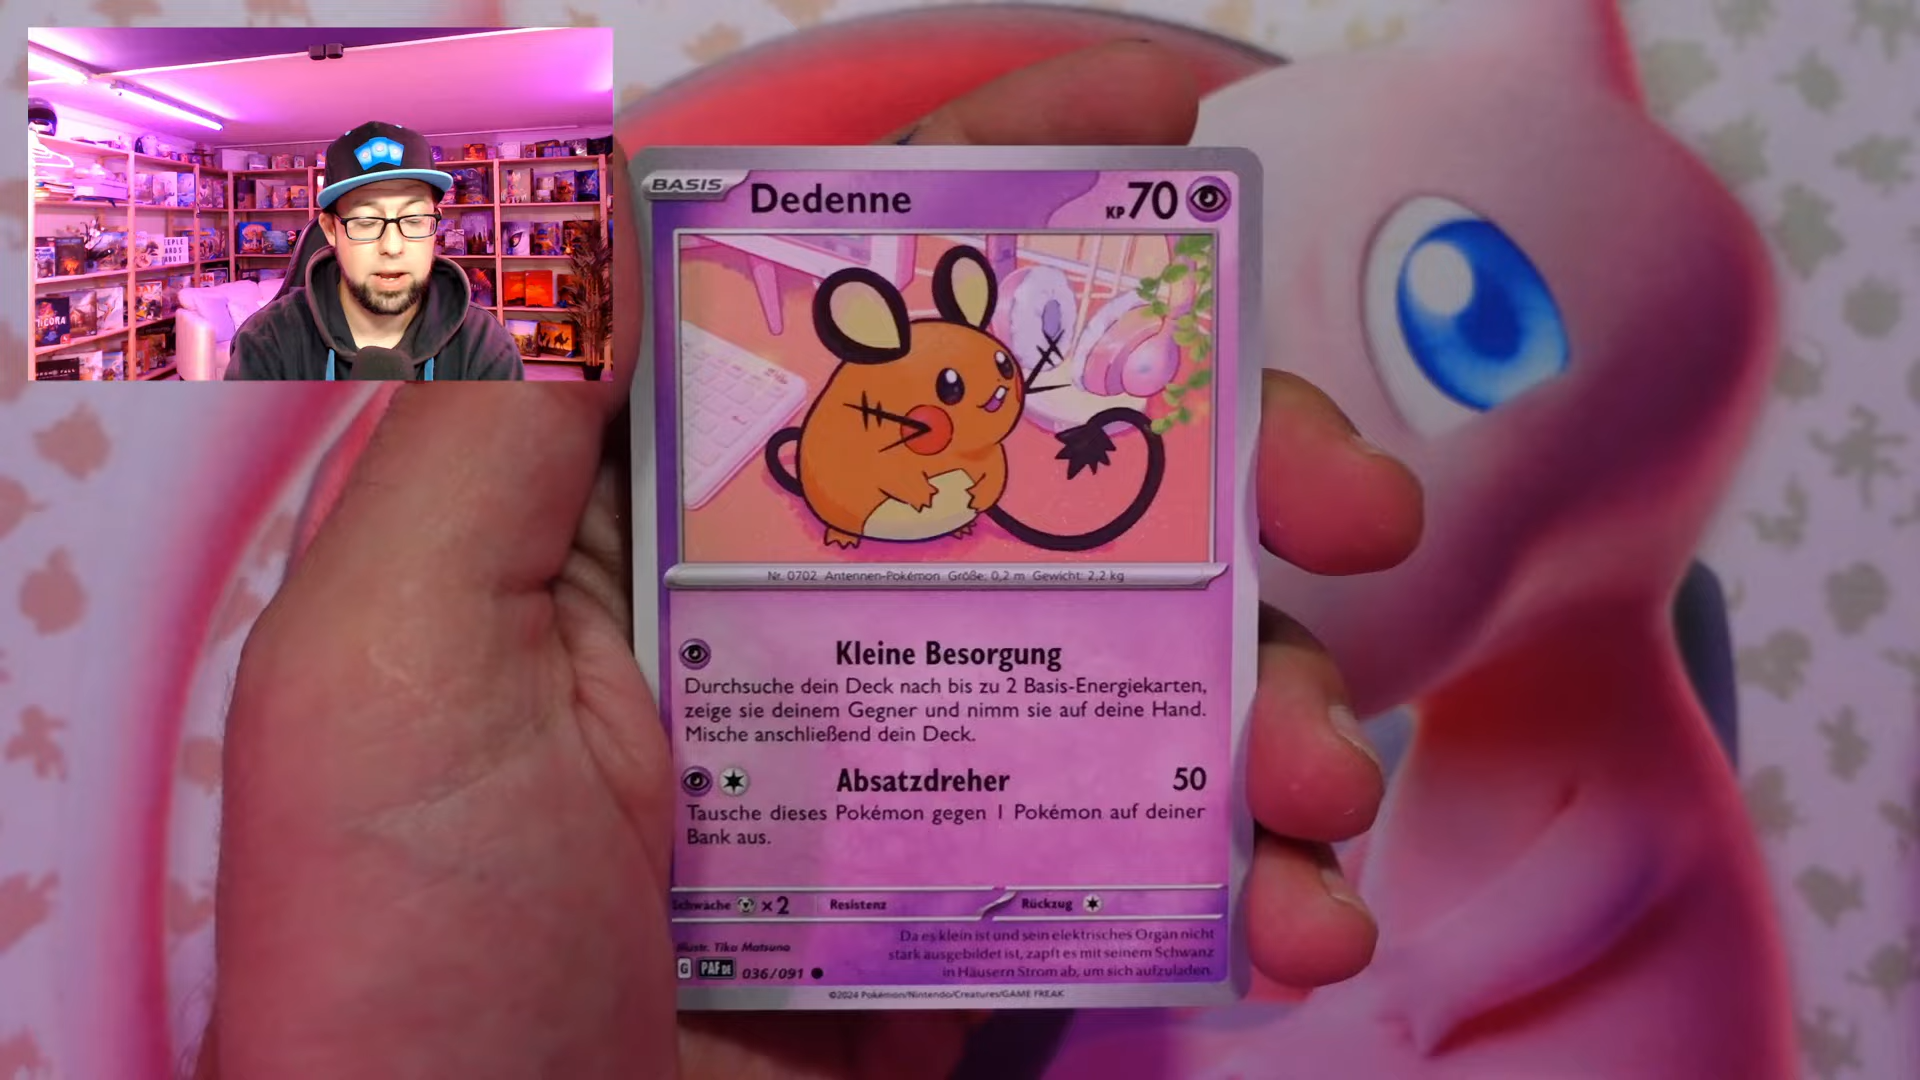 BASIS
Dedenne
KP 70
Nr. 0702 Antennen-Pokémon Größe: 0,2 m Gewicht: 2,2 kg
Kleine Besorgung
Durchsuche dein Deck nach bis zu 2 Basis-Energiekarten,
zeige sie deinem Gegner und nimm sie auf deine Hand.
Mische anschließend dein Deck.
Absatzdreher 50
Tausche dieses Pokémon gegen 1 Pokémon auf deiner
Bank aus.
Schwäche ×2 Resistenz Rückzug
Illustr. Tika Matsuno
Da es klein ist und sein elektrisches Organ nicht
stark ausgebildet ist, zapft es mit seinem Schwanz
in Häusern Strom ab, um sich aufzuladen.
G PAF DE 036/091
©2024 Pokémon/Nintendo/Creatures/GAME FREAK